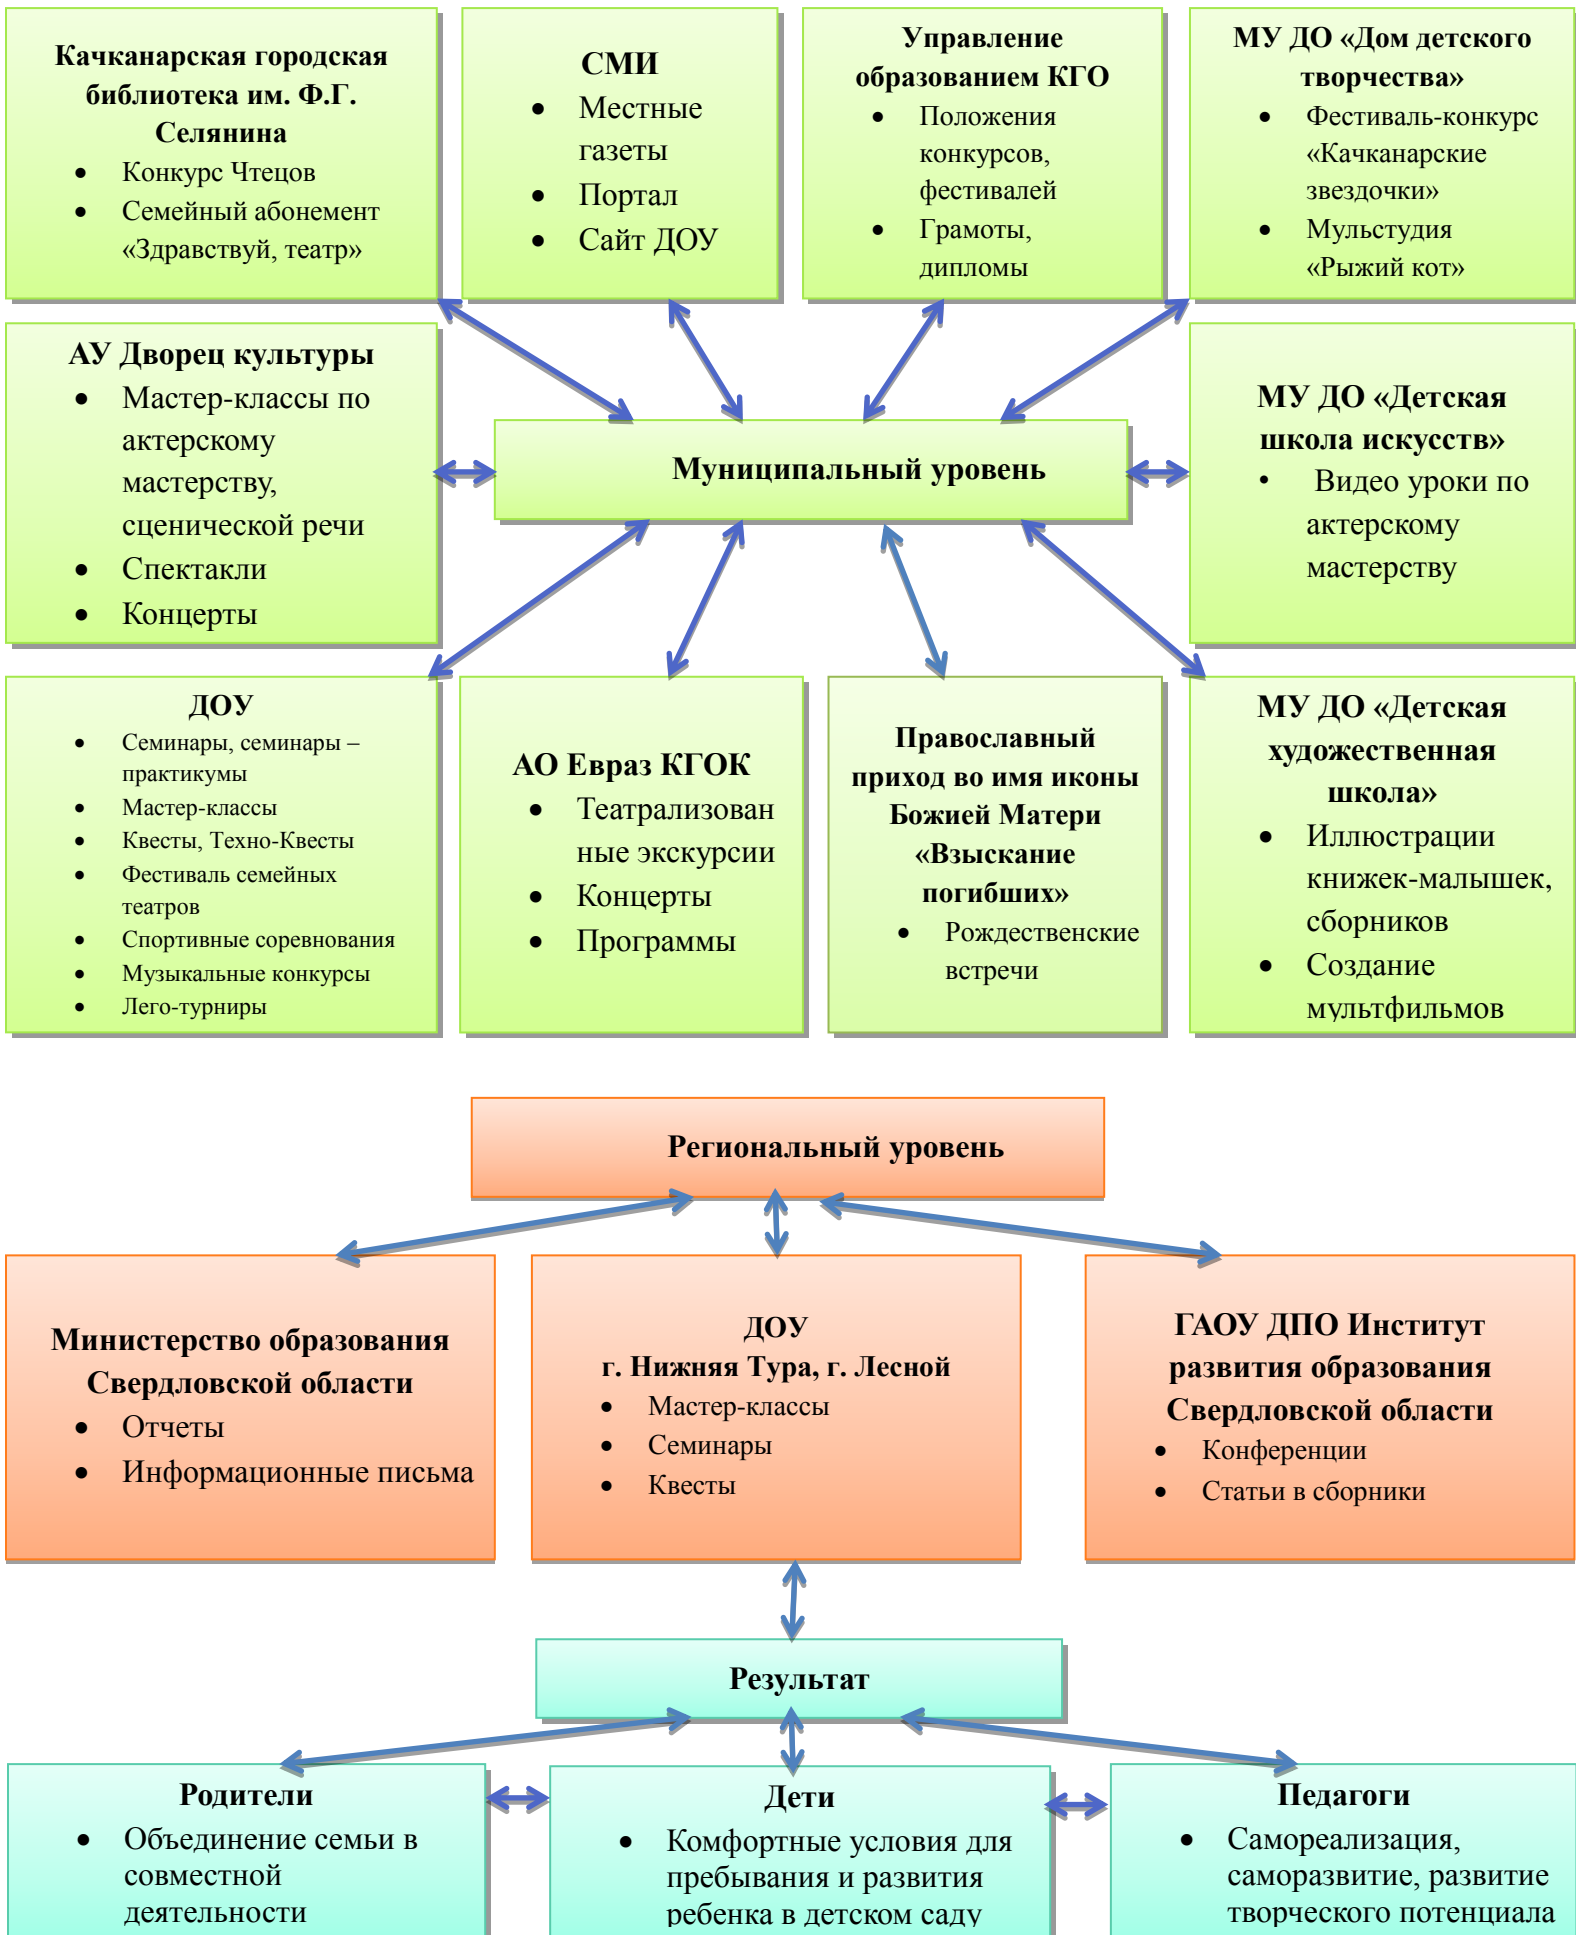 Качканарская городская
библиотека им. Ф.Г.
Селянина
• Конкурс Чтецов
• Семейный абонемент
«Здравствуй, театр»
СМИ
• Местные
газеты
• Портал
• Сайт ДОУ
Управление
образованием КГО
• Положения
конкурсов,
фестивалей
• Грамоты,
дипломы
МУ ДО «Дом детского
творчества»
• Фестиваль-конкурс
«Качканарские
звездочки»
• Мульстудия
«Рыжий кот»
АУ Дворец культуры
• Мастер-классы по
актерскому
мастерству,
сценической речи
• Спектакли
• Концерты
Муниципальный уровень
МУ ДО «Детская
школа искусств»
• Видео уроки по
актерскому
мастерству
ДОУ
• Семинары, семинары –
практикумы
• Мастер-классы
• Квесты, Техно-Квесты
• Фестиваль семейных
театров
• Спортивные соревнования
• Музыкальные конкурсы
• Лего-турниры
АО Евраз КГОК
• Театрализован
ные экскурсии
• Концерты
• Программы
Православный
приход во имя иконы
Божией Матери
«Взыскание
погибших»
• Рождественские
встречи
МУ ДО «Детская
художественная
школа»
• Иллюстрации
книжек-малышек,
сборников
• Создание
мультфильмов
Региональный уровень
Министерство образования
Свердловской области
• Отчеты
• Информационные письма
ДОУ
г. Нижняя Тура, г. Лесной
• Мастер-классы
• Семинары
• Квесты
ГАОУ ДПО Институт
развития образования
Свердловской области
• Конференции
• Статьи в сборники
Результат
Родители
• Объединение семьи в
совместной
деятельности
Дети
• Комфортные условия для
пребывания и развития
ребенка в детском саду
Педагоги
• Самореализация,
саморазвитие, развитие
творческого потенциала